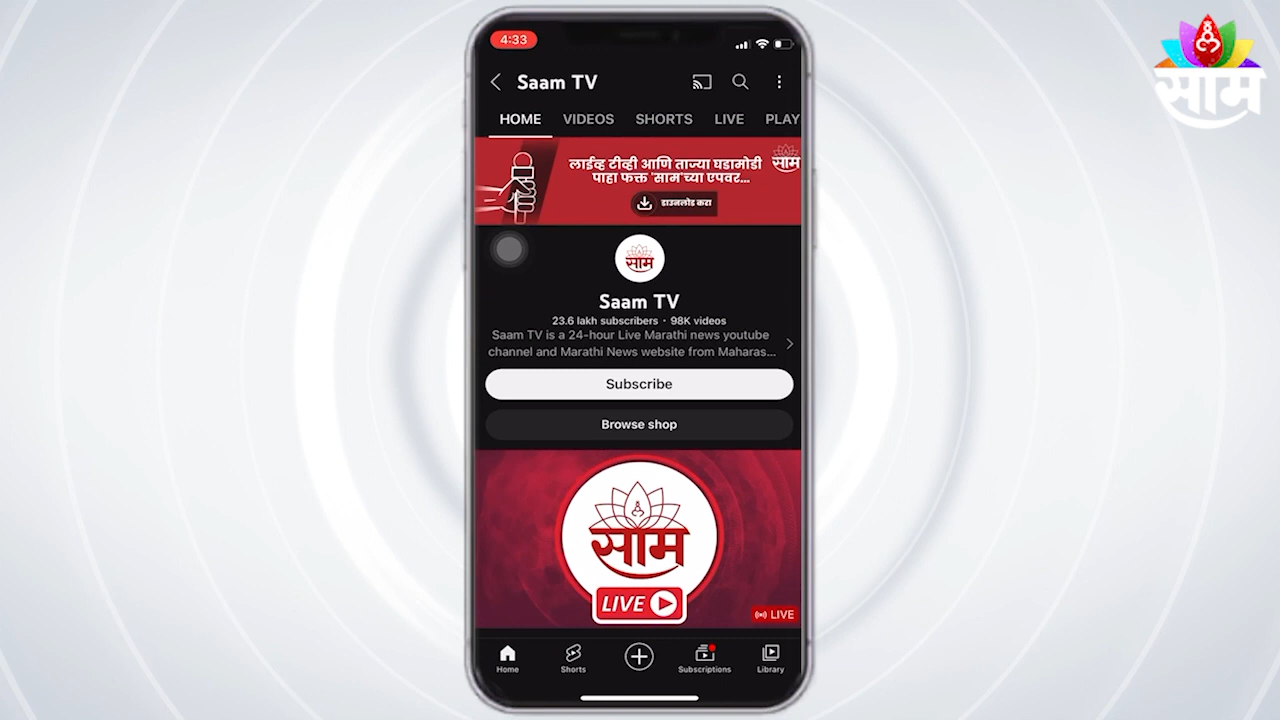 4:33
साम
Saam TV
HOME VIDEOS SHORTS LIVE PLAY
लाईव्ह टीव्ही आणि ताज्या घडामोडी
पाहा फक्त 'साम'च्या एपवर...
साम
डाउनलोड करा
साम
Saam TV
23.6 lakh subscribers · 98K videos
Saam TV is a 24-hour Live Marathi news youtube
channel and Marathi News website from Maharas...
Subscribe
Browse shop
साम
LIVE
LIVE
Home Shorts Subscriptions Library